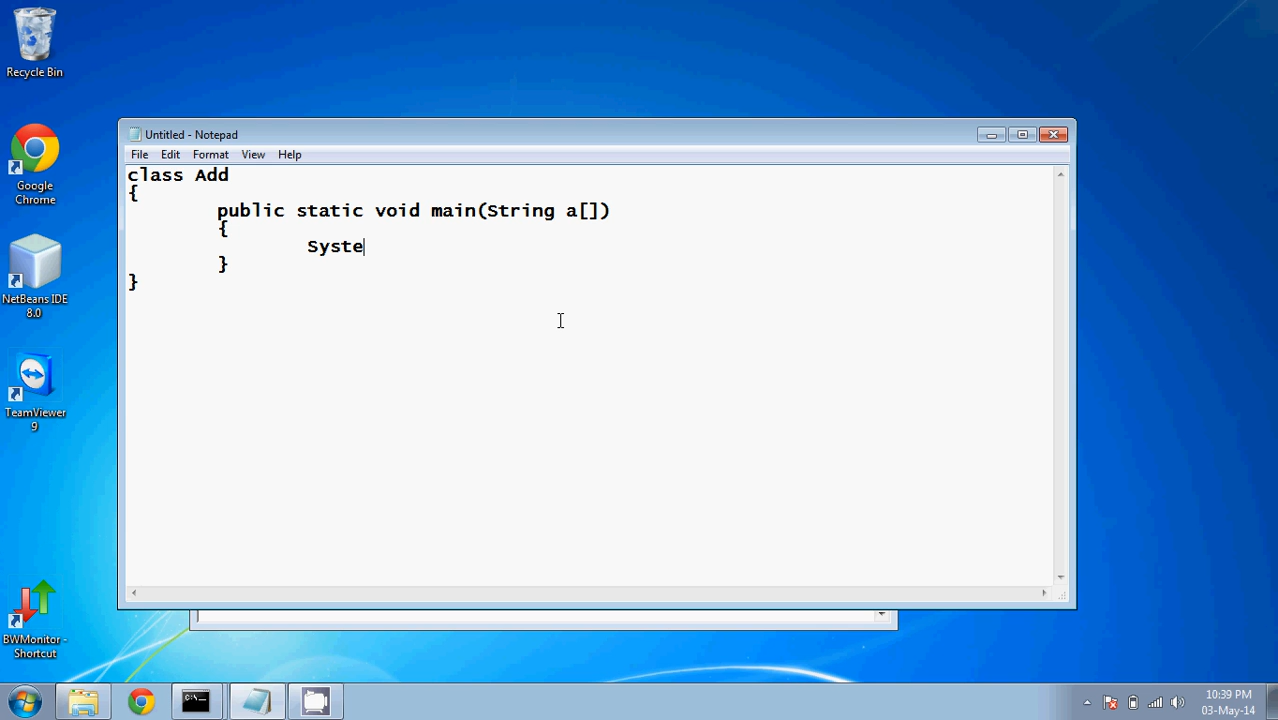 Recycle Bin
Google
Chrome
NetBeans IDE
8.0
TeamViewer
9
BWMonitor -
Shortcut
Untitled - Notepad
File Edit Format View Help
class Add
{
public static void main(String a[])
{
Syste
}
}
C:\
10:39 PM
03-May-14